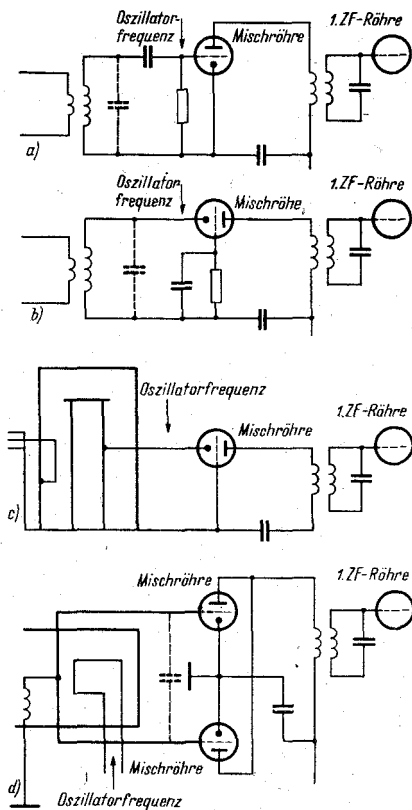 Oszillator-
frequenz
Mischröhre
1.ZF-Röhre
a)
Oszillator
frequenz
Mischröhe
1.ZF-Röhre
b)
Oszillatorfrequenz
Mischröhre
1.ZF-Röhre
c)
Mischröhre
1.ZF-Röhre
Mischröhre
d)
Oszillatorfrequenz